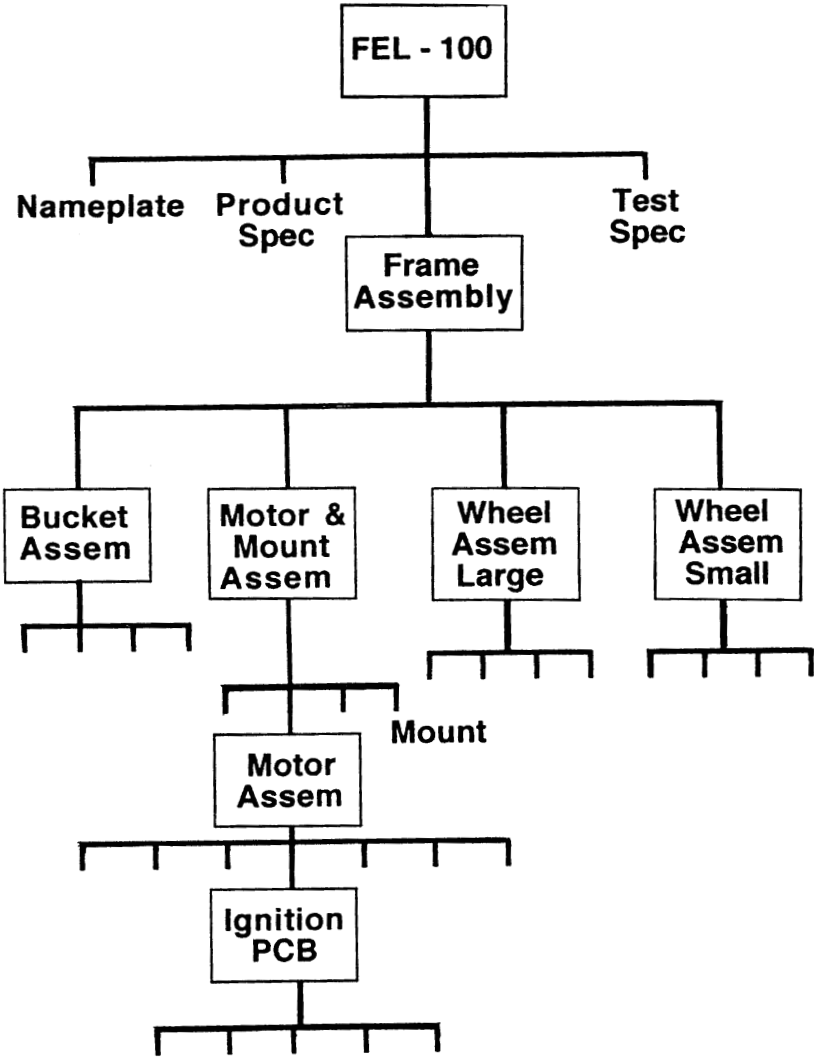 FEL - 100
Nameplate
Product
Spec
Test
Spec
Frame
Assembly
Bucket
Assem
Motor &
Mount
Assem
Wheel
Assem
Large
Wheel
Assem
Small
Mount
Motor
Assem
Ignition
PCB